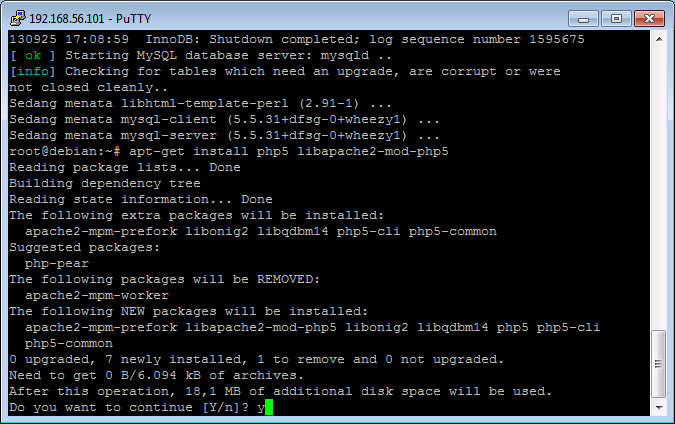 192.168.56.101 - PuTTY
130925 17:08:59  InnoDB: Shutdown completed; log sequence number 1595675
[ ok ] Starting MySQL database server: mysqld ..
[info] Checking for tables which need an upgrade, are corrupt or were
not closed cleanly..
Sedang menata libhtml-template-perl (2.91-1) ...
Sedang menata mysql-client (5.5.31+dfsg-0+wheezy1) ...
Sedang menata mysql-server (5.5.31+dfsg-0+wheezy1) ...
root@debian:~# apt-get install php5 libapache2-mod-php5
Reading package lists... Done
Building dependency tree
Reading state information... Done
The following extra packages will be installed:
  apache2-mpm-prefork libonig2 libqdbm14 php5-cli php5-common
Suggested packages:
  php-pear
The following packages will be REMOVED:
  apache2-mpm-worker
The following NEW packages will be installed:
  apache2-mpm-prefork libapache2-mod-php5 libonig2 libqdbm14 php5 php5-cli
  php5-common
0 upgraded, 7 newly installed, 1 to remove and 0 not upgraded.
Need to get 0 B/6.094 kB of archives.
After this operation, 18,1 MB of additional disk space will be used.
Do you want to continue [Y/n]? y